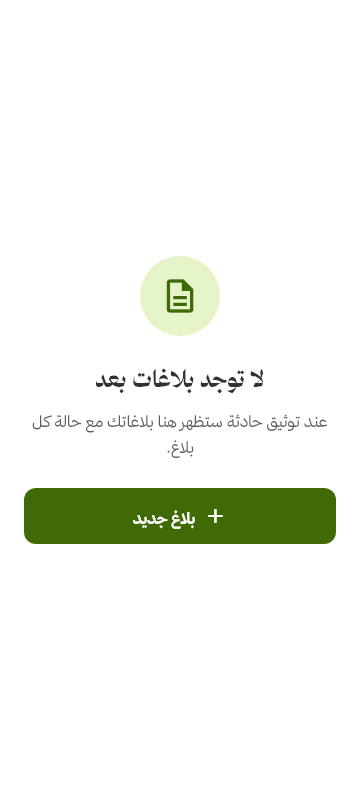 لا توجد بلاغات بعد
عند توثيق حادثة ستظهر هنا بلاغاتك مع حالة كل
بلاغ.
بلاغ جديد